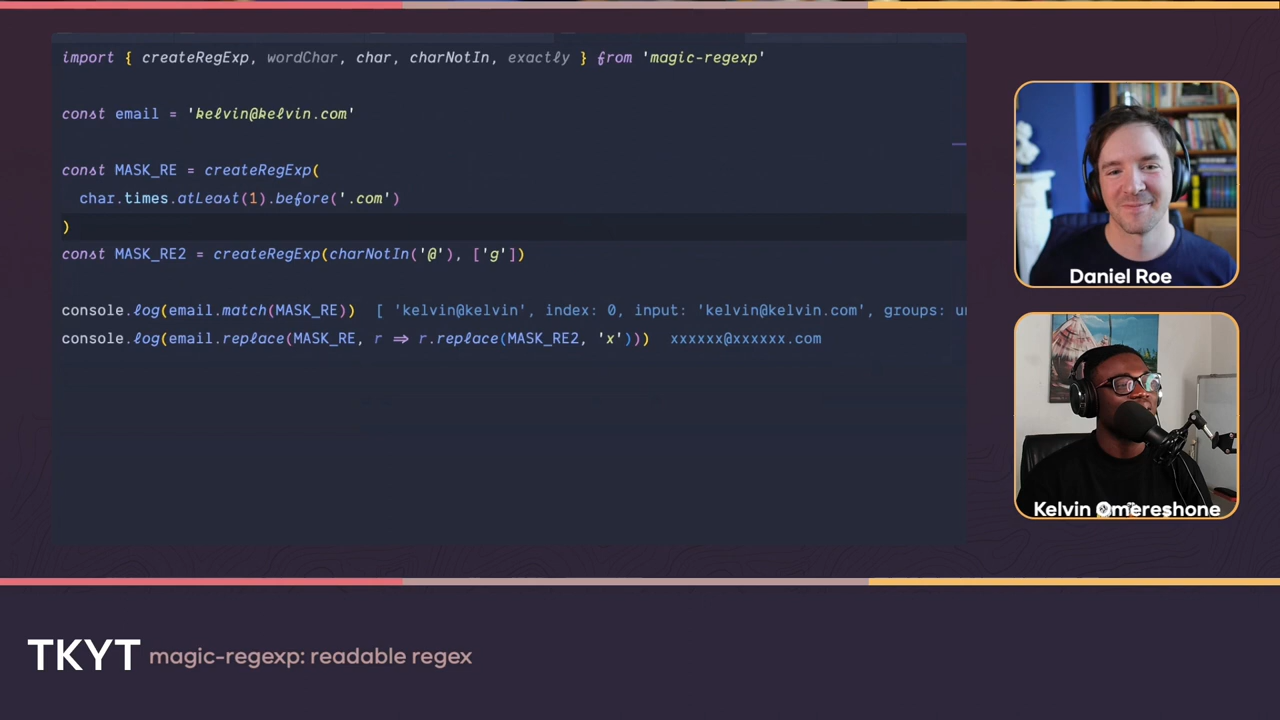 import { createRegExp, wordChar, char, charNotIn, exactly } from 'magic-regexp'
const email = 'kelvin@kelvin.com'
const MASK_RE = createRegExp(
char.times.atLeast(1).before('.com')
)
const MASK_RE2 = createRegExp(charNotIn('@'), ['g'])
console.log(email.match(MASK_RE)) [ 'kelvin@kelvin', index: 0, input: 'kelvin@kelvin.com', groups: un
console.log(email.replace(MASK_RE, r => r.replace(MASK_RE2, 'x'))) xxxxxx@xxxxxx.com
Daniel Roe
Kelvin Omereshone
TKYT magic-regexp: readable regex